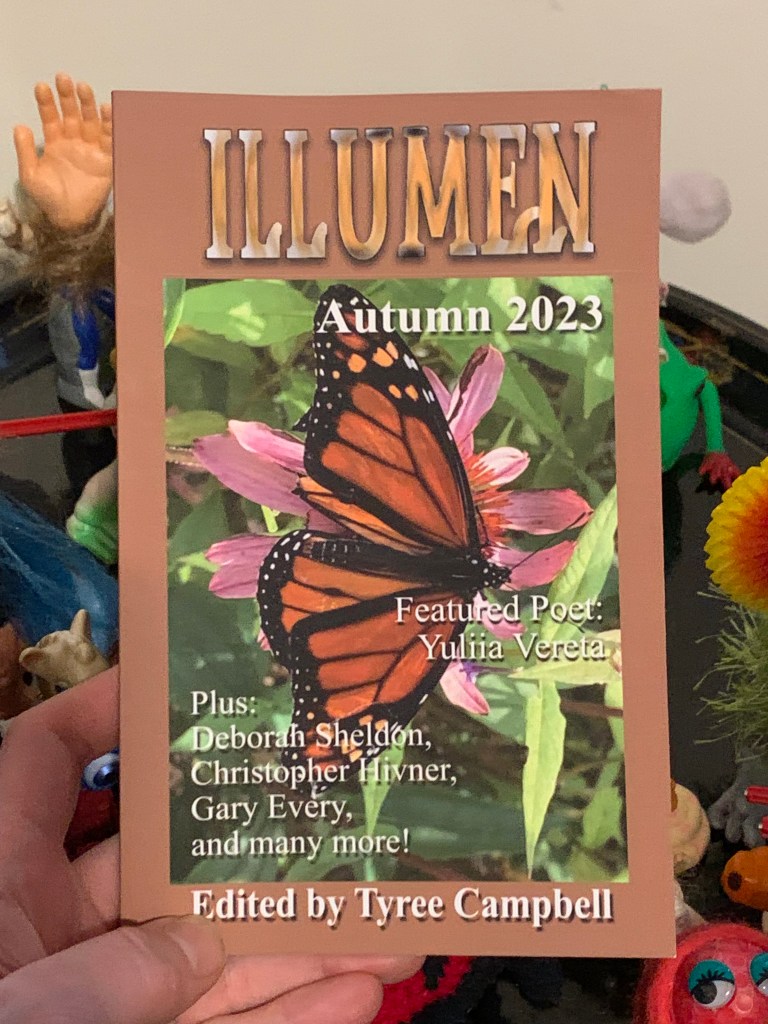 ILLUMEN
Autumn 2023
Featured Poet:
Yuliia Vereta
Plus:
Deborah Sheldon,
Christopher Hivner,
Gary Every,
and many more!
Edited by Tyree Campbell